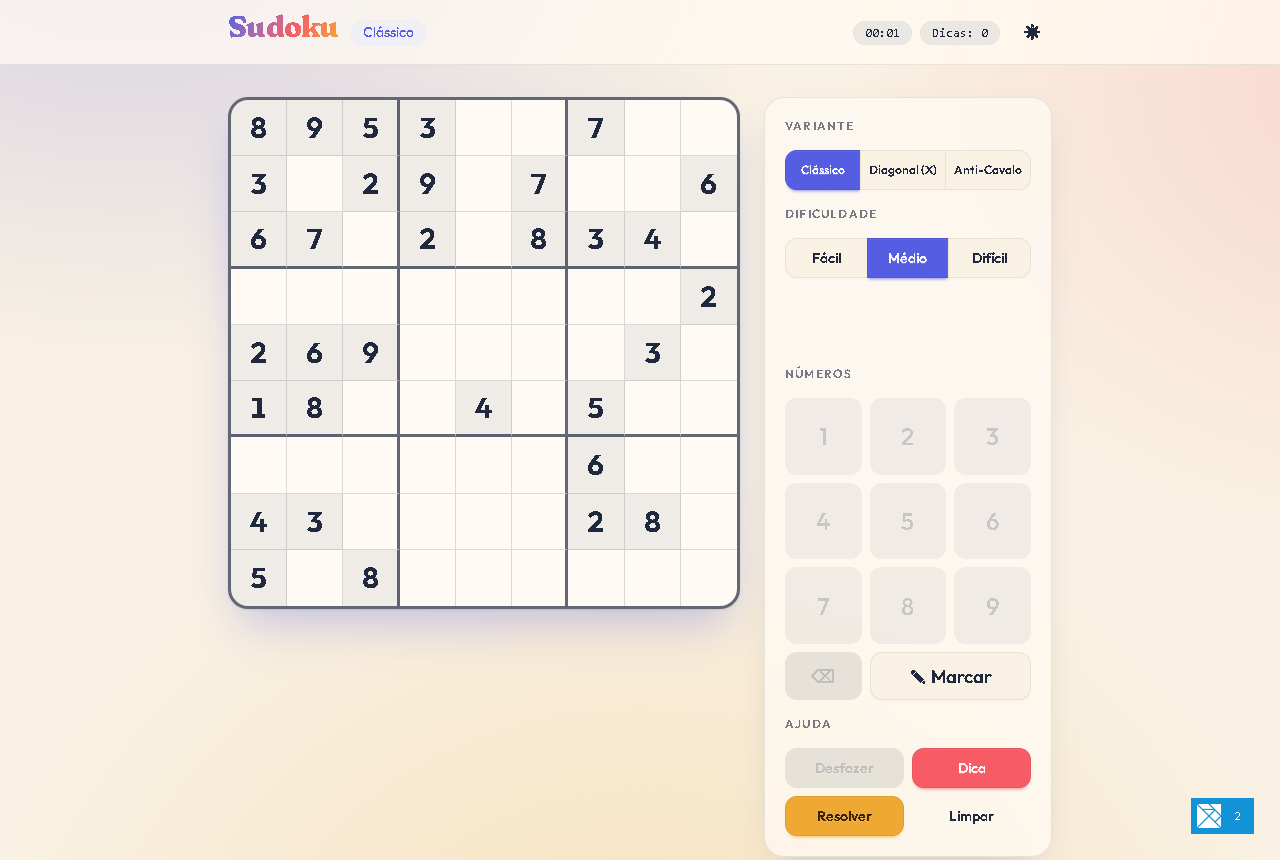 Sudoku Clássico 00:01 Dicas: 0
8 9 5 3 7
3 2 9 7 6
6 7 2 8 3 4
2
2 6 9 3
1 8 4 5
6
4 3 2 8
5 8
VARIANTE
Clássico Diagonal (X) Anti-Cavalo
DIFICULDADE
Fácil Médio Difícil
NÚMEROS
1 2 3
4 5 6
7 8 9
⌫ Marcar
AJUDA
Desfazer Dica
Resolver Limpar
2